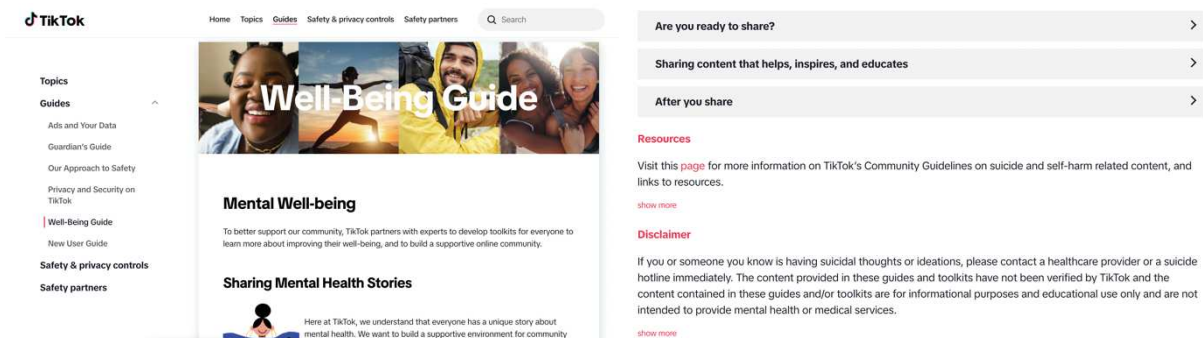 TikTok
Home Topics Guides Safety & privacy controls Safety partners Search
Topics
Guides
Ads and Your Data
Guardian's Guide
Our Approach to Safety
Privacy and Security on
TikTok
Well-Being Guide
New User Guide
Safety & privacy controls
Safety partners
Well-Being Guide
Mental Well-being
To better support our community, TikTok partners with experts to develop toolkits for everyone to
learn more about improving their well-being, and to build a supportive online community.
Sharing Mental Health Stories
Here at TikTok, we understand that everyone has a unique story about
mental health. We want to build a supportive environment for community
Are you ready to share?
Sharing content that helps, inspires, and educates
After you share
Resources
Visit this page for more information on TikTok's Community Guidelines on suicide and self-harm related content, and
links to resources.
show more
Disclaimer
If you or someone you know is having suicidal thoughts or ideations, please contact a healthcare provider or a suicide
hotline immediately. The content provided in these guides and toolkits have not been verified by TikTok and the
content contained in these guides and/or toolkits are for informational purposes and educational use only and are not
intended to provide mental health or medical services.
show more